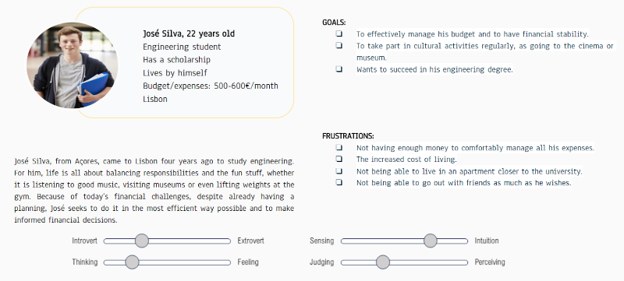 José Silva, 22 years old
Engineering student
Has a scholarship
Lives by himself
Budget/expenses: 500-600€/month
Lisbon
José Silva, from Açores, came to Lisbon four years ago to study engineering.
For him, life is all about balancing responsibilities and the fun stuff, whether
it is listening to good music, visiting museums or even lifting weights at the
gym. Because of today's financial challenges, despite already having a
planning, José seeks to do it in the most efficient way possible and to make
informed financial decisions.
GOALS:
To effectively manage his budget and to have financial stability.
To take part in cultural activities regularly, as going to the cinema or
museum.
Wants to succeed in his engineering degree.
FRUSTRATIONS:
Not having enough money to comfortably manage all his expenses.
The increased cost of living.
Not being able to live in an apartment closer to the university.
Not being able to go out with friends as much as he wishes.
Introvert Extrovert
Thinking Feeling
Sensing Intuition
Judging Perceiving